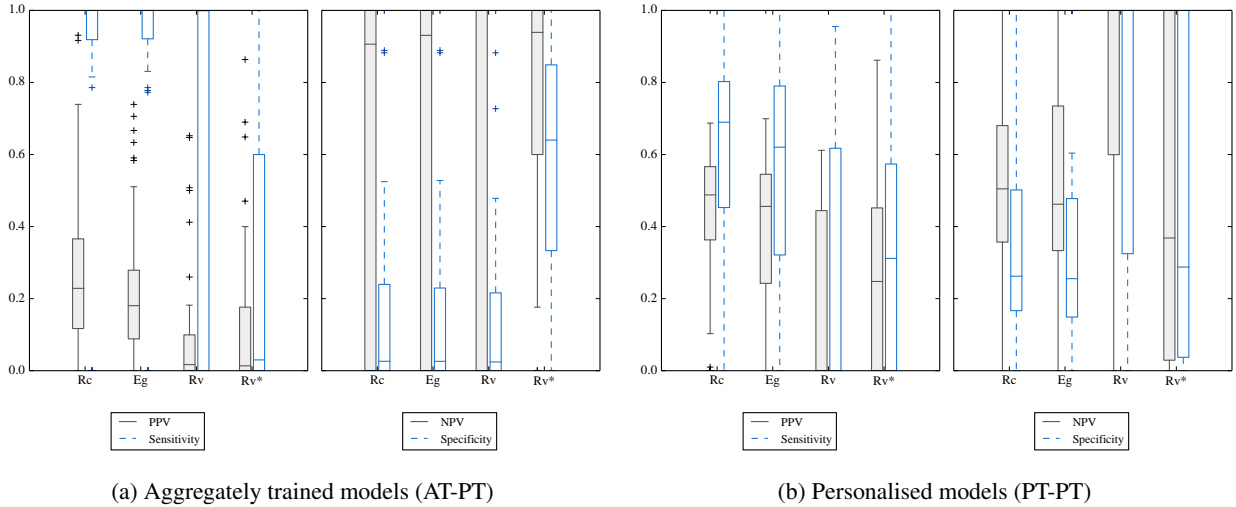 1.0
0.8
0.6
0.4
0.2
0.0
Rc Eg Rv Rv*
PPV
Sensitivity
Rc Eg Rv Rv*
NPV
Specificity
(a) Aggregately trained models (AT-PT)
1.0
0.8
0.6
0.4
0.2
0.0
Rc Eg Rv Rv*
PPV
Sensitivity
Rc Eg Rv Rv*
NPV
Specificity
(b) Personalised models (PT-PT)